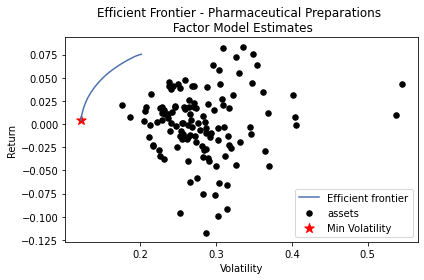 Efficient Frontier - Pharmaceutical Preparations
Factor Model Estimates
Return
0.075
0.050
0.025
0.000
−0.025
−0.050
−0.075
−0.100
−0.125
0.2
0.3
0.4
0.5
Volatility
Efficient frontier
assets
Min Volatility